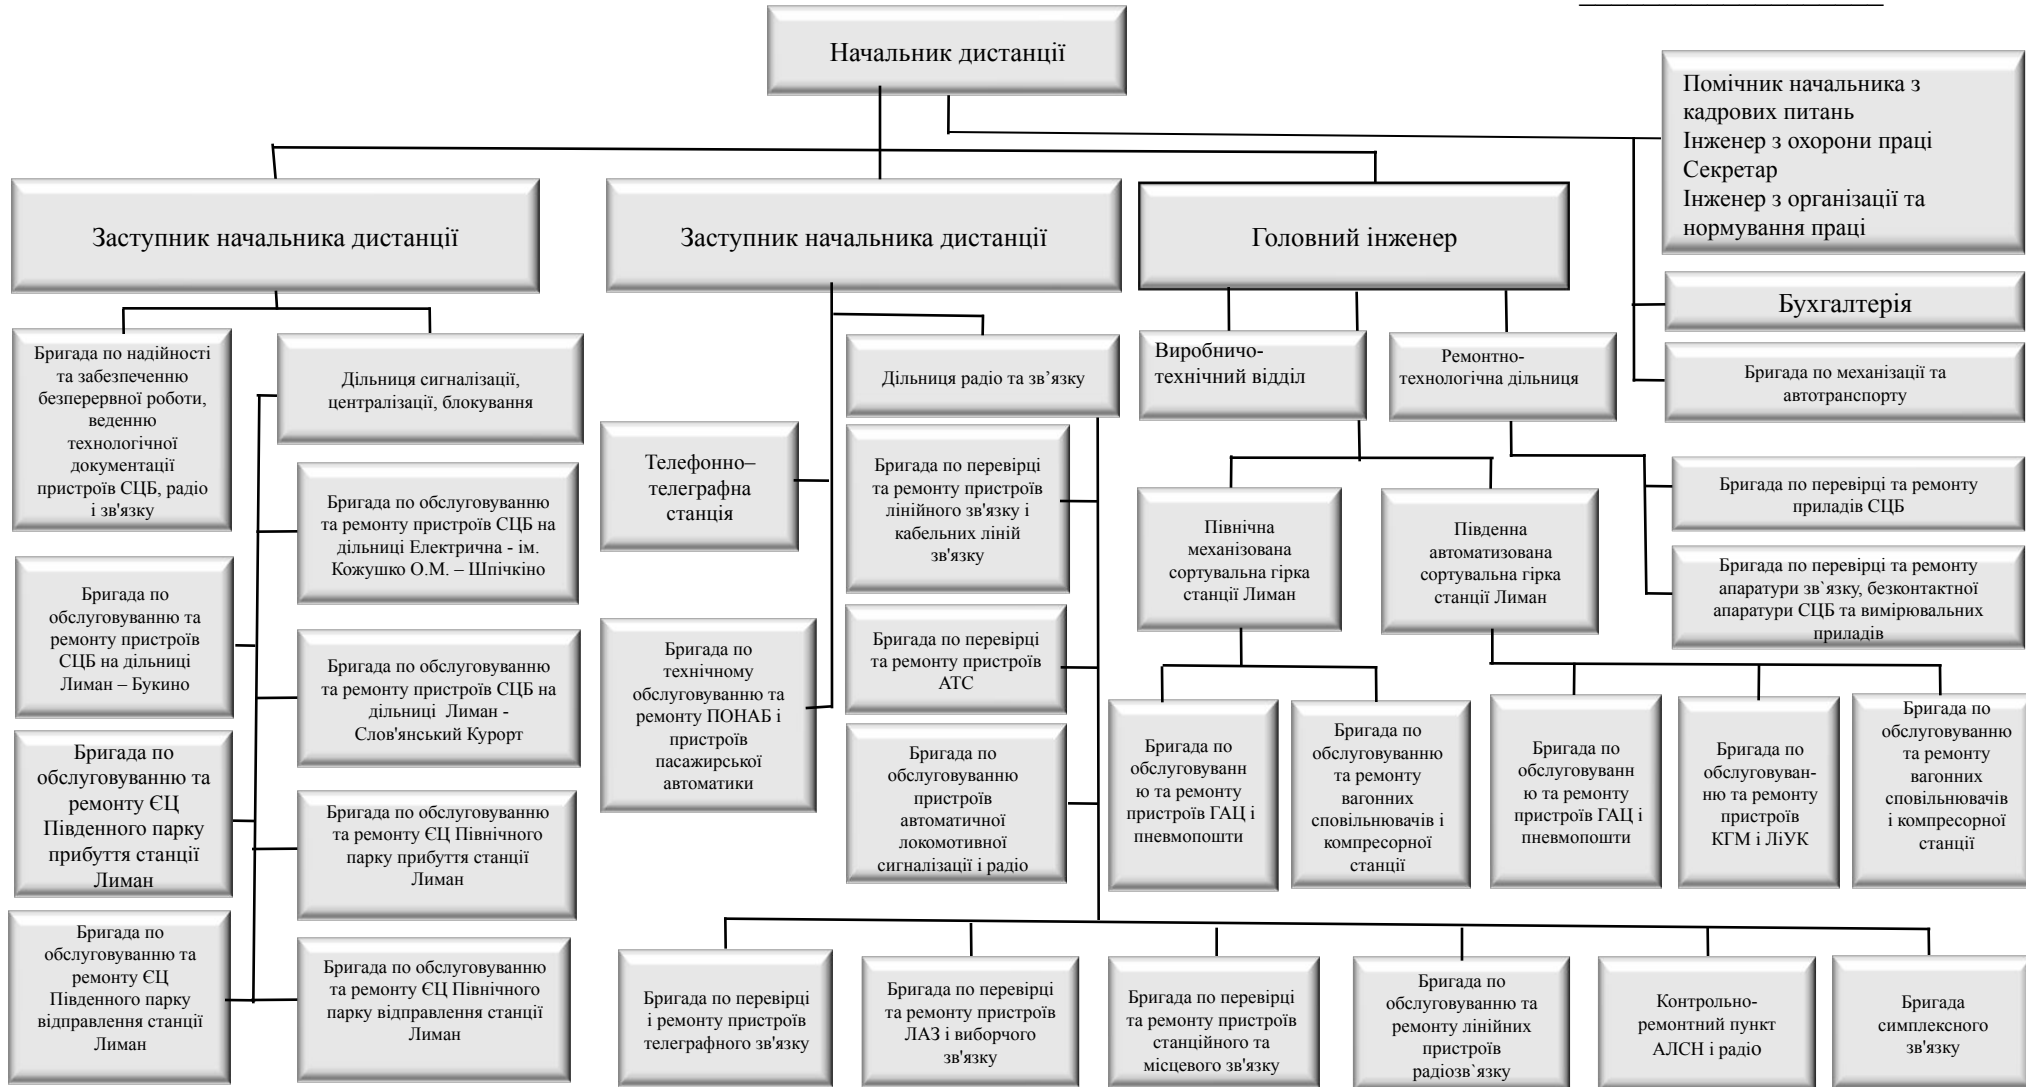 Начальник дистанції
Помічник начальника з
кадрових питань
Інженер з охорони праці
Секретар
Інженер з організації та
нормування праці
Заступник начальника дистанції
Заступник начальника дистанції
Головний інженер
Бухгалтерія
Бригада по механізації та
автотранспорту
Бригада по надійності
та забезпеченню
безперервної роботи,
веденню
технологічної
документації
пристроїв СЦБ, радіо
і зв'язку
Дільниця сигналізації,
централізації, блокування
Дільниця радіо та зв’язку
Виробничо-
технічний відділ
Ремонтно-
технологічна дільниця
Телефонно–
телеграфна
станція
Бригада по перевірці
та ремонту пристроїв
лінійного зв'язку і
кабельних ліній
зв'язку
Бригада по обслуговуванню
та ремонту пристроїв СЦБ на
дільниці Електрична - ім.
Кожушко О.М. – Шпічкіно
Північна
механізована
сортувальна гірка
станції Лиман
Південна
автоматизована
сортувальна гірка
станції Лиман
Бригада по перевірці та ремонту
приладів СЦБ
Бригада по перевірці та ремонту
апаратури зв`язку, безконтактної
апаратури СЦБ та вимірювальних
приладів
Бригада по
обслуговуванню та
ремонту пристроїв
СЦБ на дільниці
Лиман – Букино
Бригада по обслуговуванню
та ремонту пристроїв СЦБ на
дільниці Лиман -
Слов'янський Курорт
Бригада по
технічному
обслуговуванню та
ремонту ПОНАБ і
пристроїв
пасажирської
автоматики
Бригада по перевірці
та ремонту пристроїв
АТС
Бригада по
обслуговуванню та
ремонту ЄЦ
Південного парку
прибуття станції
Лиман
Бригада по обслуговуванню
та ремонту ЄЦ Північного
парку прибуття станції
Лиман
Бригада по
обслуговуванню
пристроїв
автоматичної
локомотивної
сигналізації і радіо
Бригада по
обслуговуванн
ю та ремонту
пристроїв ГАЦ і
пневмопошти
Бригада по
обслуговуванню
та ремонту
вагонних
сповільнювачів і
компресорної
станції
Бригада по
обслуговуванн
ю та ремонту
пристроїв ГАЦ і
пневмопошти
Бригада по
обслуговуван-
ню та ремонту
пристроїв
КГМ і ЛіУК
Бригада по
обслуговуванню
та ремонту
вагонних
сповільнювачів
і компресорної
станції
Бригада по
обслуговуванню та
ремонту ЄЦ
Південного парку
відправлення станції
Лиман
Бригада по обслуговуванню
та ремонту ЄЦ Північного
парку відправлення станції
Лиман
Бригада по перевірці
і ремонту пристроїв
телеграфного зв'язку
Бригада по перевірці
та ремонту пристроїв
ЛАЗ і виборчого
зв'язку
Бригада по перевірці
та ремонту пристроїв
станційного та
місцевого зв'язку
Бригада по
обслуговуванню та
ремонту лінійних
пристроїв
радіозв`язку
Контрольно-
ремонтний пункт
АЛСН і радіо
Бригада
симплексного
зв'язку